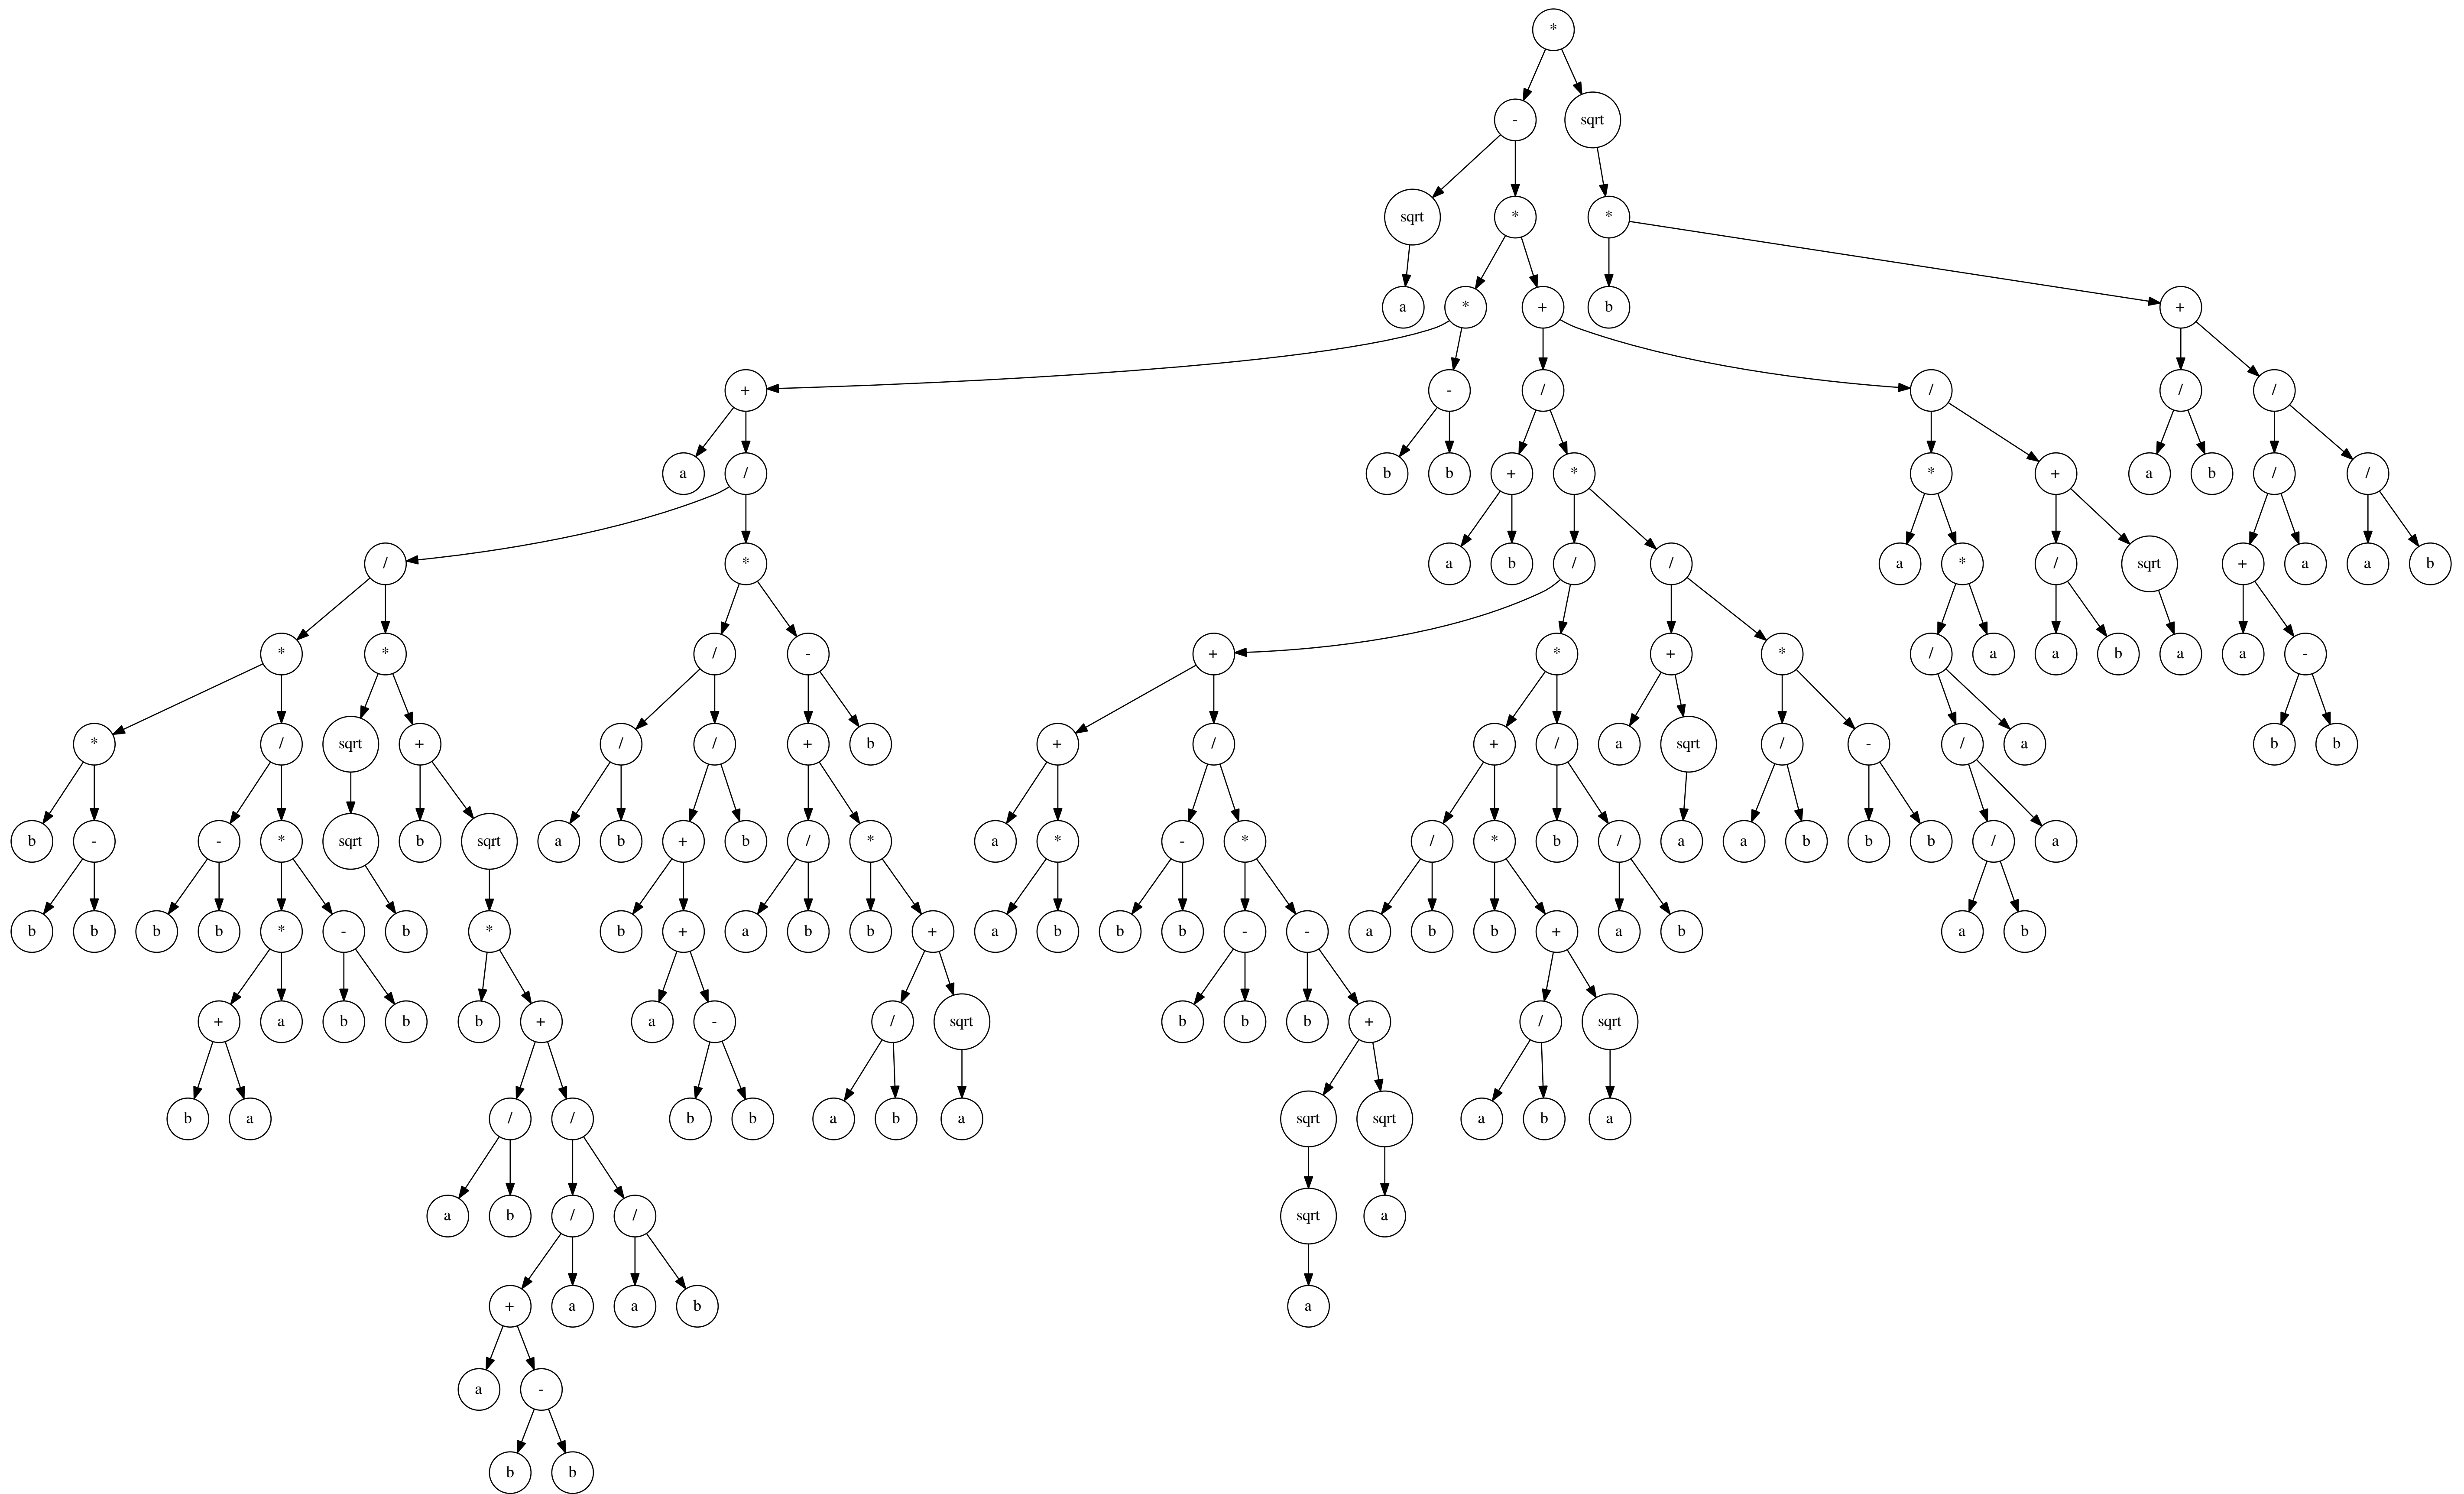 *
- sqrt
sqrt * *
a * + b +
+ - / / / /
a / b b + * * + a b / /
/ * a b / / a * / sqrt + a a b
* * / - + * + * / a a b a a -
* / sqrt + / / + b + / + / a sqrt / - / a b b
b - - * sqrt b sqrt a b + b / * a * - * / * b / a a b b b / a
b b b b * - b * b + a b b + a b b b - - a b b + a b a b
+ a b b b + a - / sqrt b b b + / sqrt
b a / / b b a b a sqrt sqrt a b a
a b / / sqrt a
+ a a b a
a -
b b